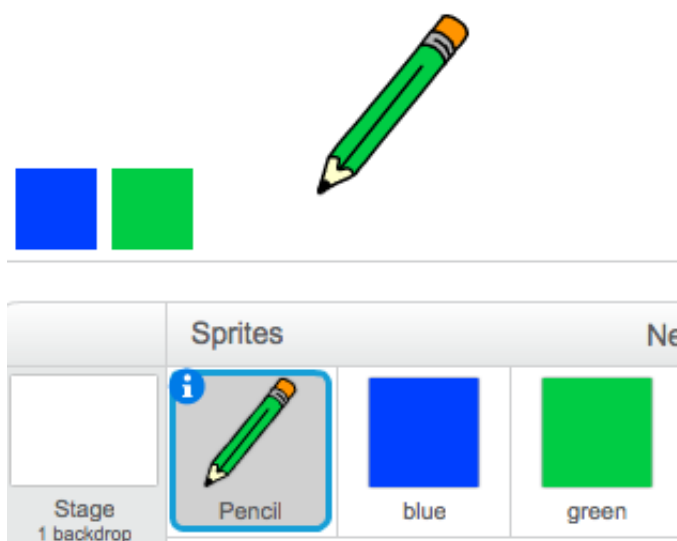 Sprites Ne
Stage
1 backdrop
Pencil
blue
green